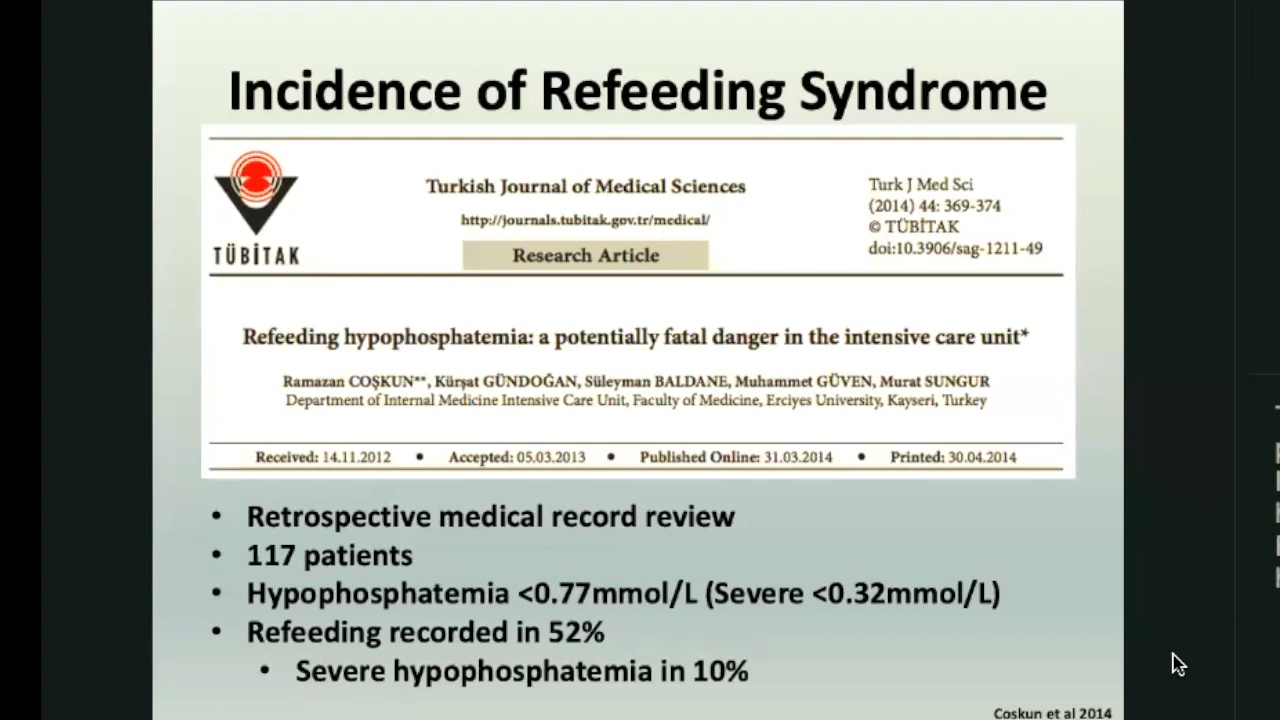 Incidence of Refeeding Syndrome
TÜBİTAK
Turkish Journal of Medical Sciences
http://journals.tubitak.gov.tr/medical/
Research Article
Turk J Med Sci
(2014) 44: 369-374
© TÜBİTAK
doi:10.3906/sag-1211-49
Refeeding hypophosphatemia: a potentially fatal danger in the intensive care unit*
Ramazan COŞKUN**, Kürşat GÜNDOĞAN, Süleyman BALDANE, Muhammet GÜVEN, Murat SUNGUR
Department of Internal Medicine Intensive Care Unit, Faculty of Medicine, Erciyes University, Kayseri, Turkey
Received: 14.11.2012 • Accepted: 05.03.2013 • Published Online: 31.03.2014 • Printed: 30.04.2014
• Retrospective medical record review
• 117 patients
• Hypophosphatemia <0.77mmol/L (Severe <0.32mmol/L)
• Refeeding recorded in 52%
• Severe hypophosphatemia in 10%
Coskun et al 2014